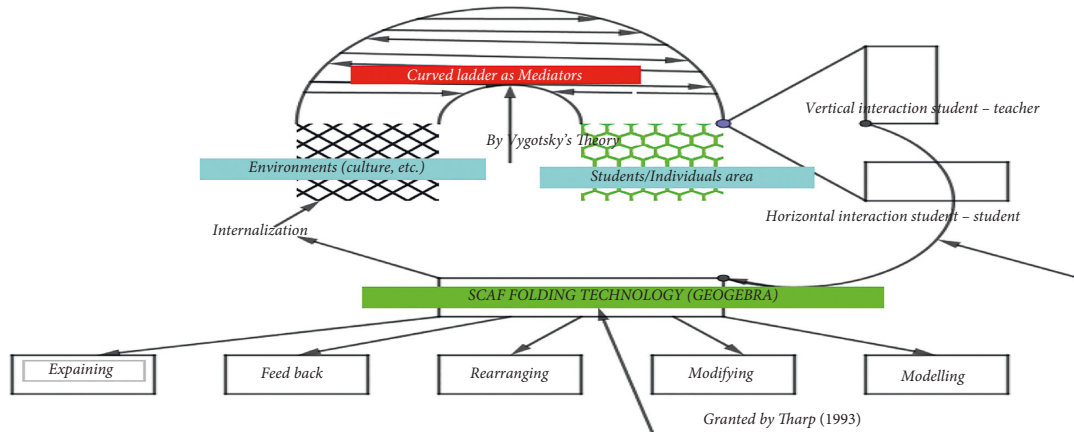 Curved ladder as Mediators
Vertical interaction student – teacher
By Vygotsky's Theory
Environments (culture, etc.)
Students/Individuals area
Horizontal interaction student – student
Internalization
SCAF FOLDING TECHNOLOGY (GEOGEBRA)
Expaining
Feed back
Rearranging
Modifying
Modelling
Granted by Tharp (1993)